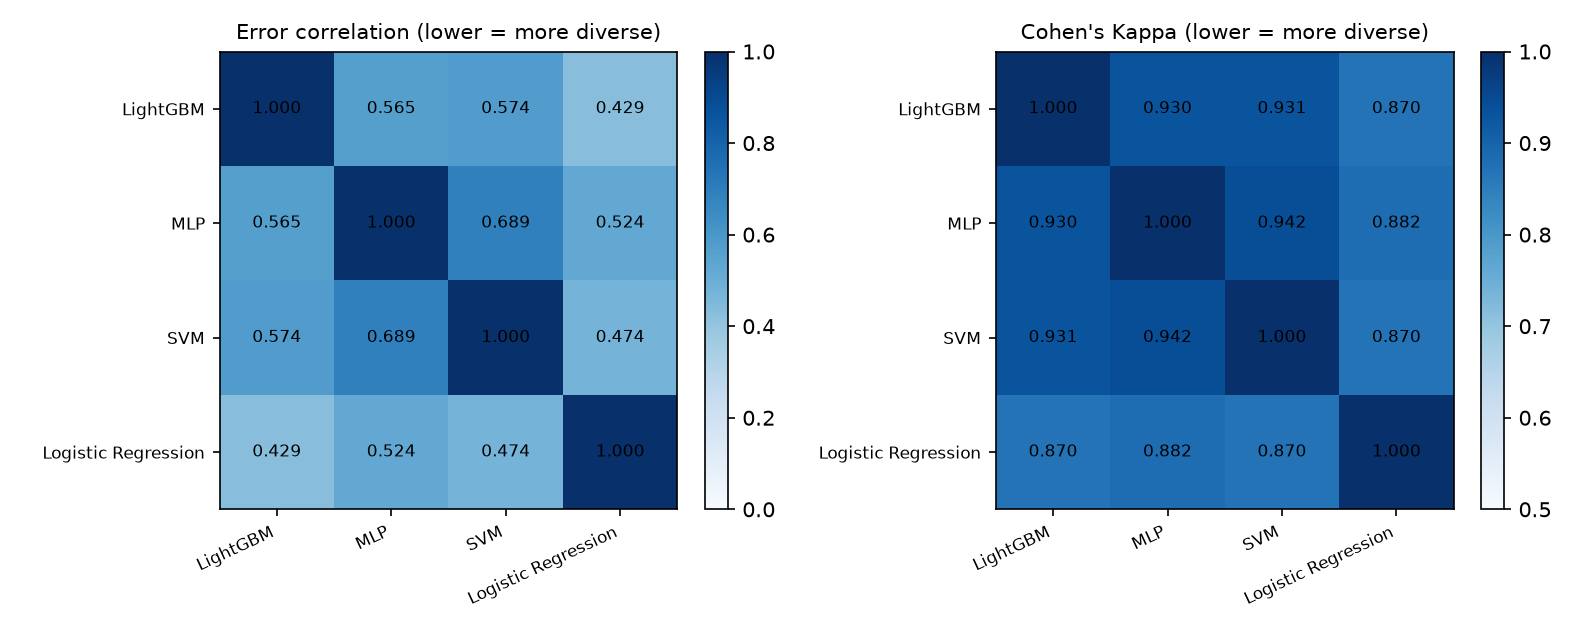 Error correlation (lower = more diverse)
LightGBM 1.000 0.565 0.574 0.429
MLP 0.565 1.000 0.689 0.524
SVM 0.574 0.689 1.000 0.474
Logistic Regression 0.429 0.524 0.474 1.000
LightGBM MLP SVM Logistic Regression
1.0
0.8
0.6
0.4
0.2
0.0
Cohen's Kappa (lower = more diverse)
LightGBM 1.000 0.930 0.931 0.870
MLP 0.930 1.000 0.942 0.882
SVM 0.931 0.942 1.000 0.870
Logistic Regression 0.870 0.882 0.870 1.000
LightGBM MLP SVM Logistic Regression
1.0
0.9
0.8
0.7
0.6
0.5